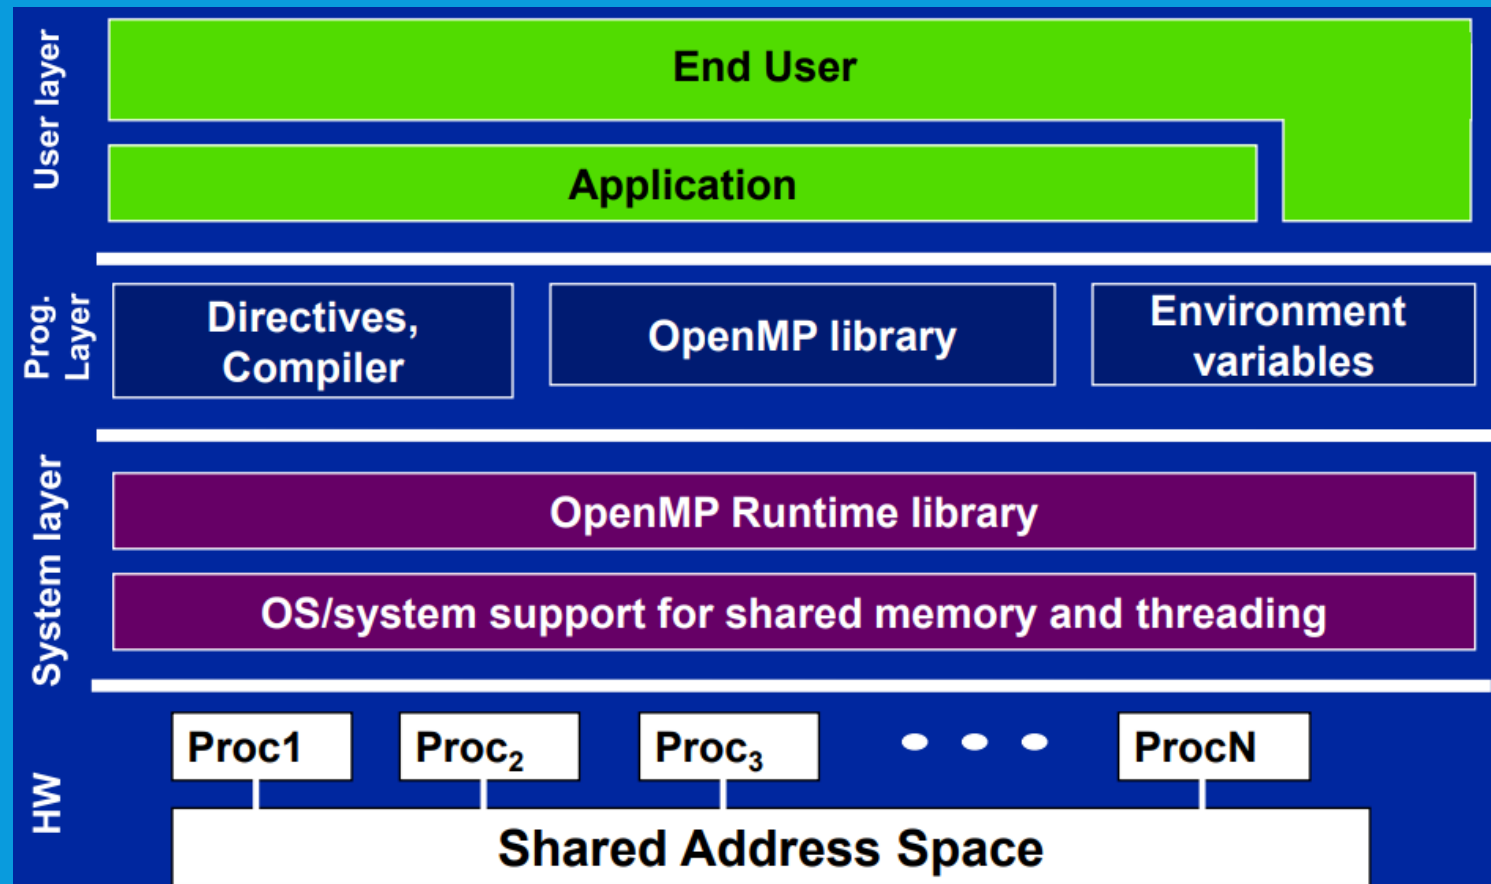 User layer
End User
Application
Prog.
Layer
Directives,
Compiler
OpenMP library
Environment
variables
System layer
OpenMP Runtime library
OS/system support for shared memory and threading
HW
Proc1
Proc₂
Proc₃
ProcN
Shared Address Space